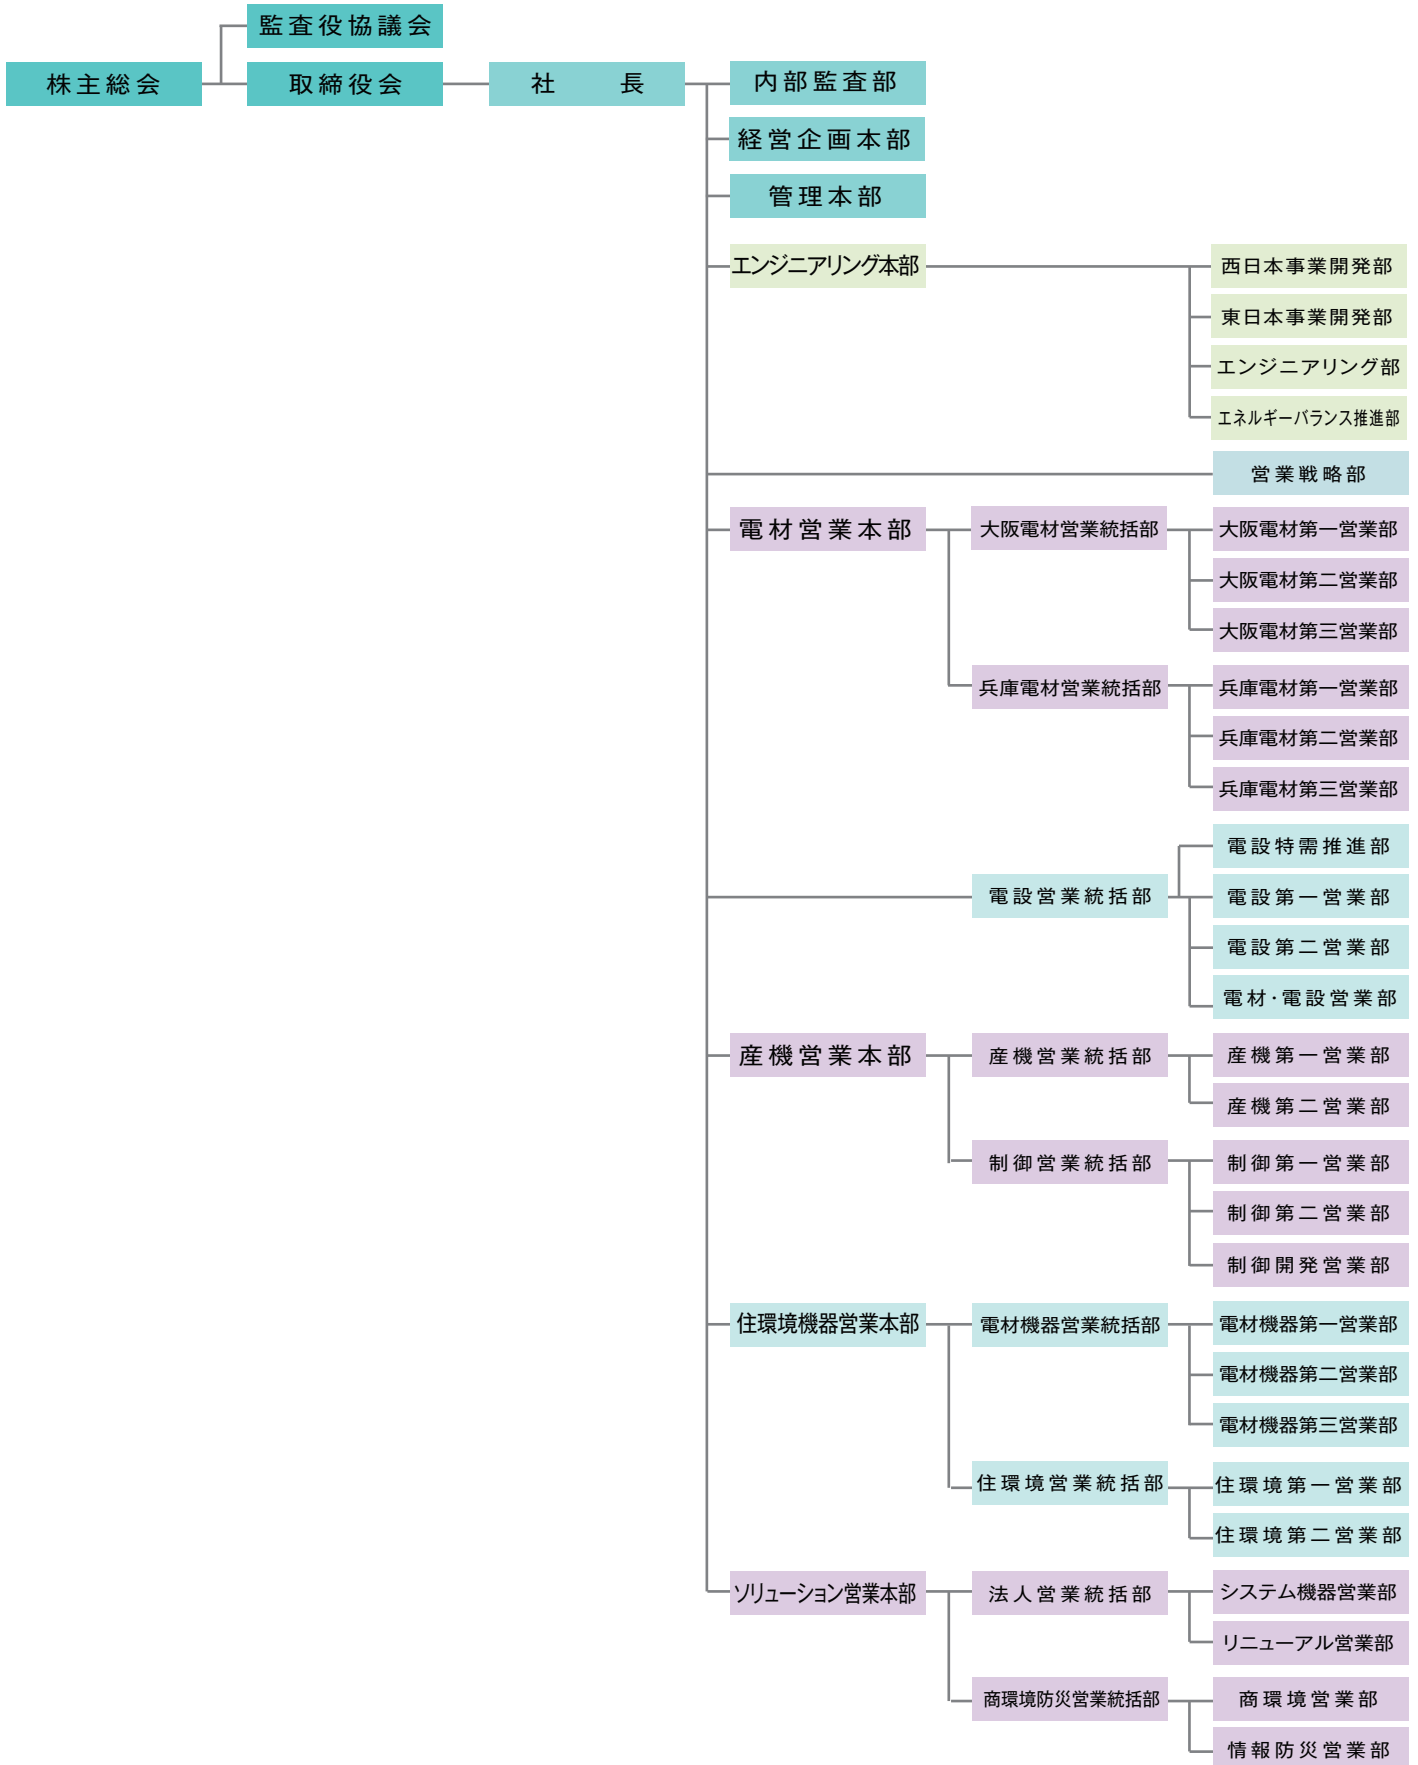 監査役協議会
株主総会
取締役会
社長
内部監査部
経営企画本部
管理本部
エンジニアリング本部
西日本事業開発部
東日本事業開発部
エンジニアリング部
エネルギーバランス推進部
営業戦略部
電材営業本部
大阪電材営業統括部
大阪電材第一営業部
大阪電材第二営業部
大阪電材第三営業部
兵庫電材営業統括部
兵庫電材第一営業部
兵庫電材第二営業部
兵庫電材第三営業部
電設営業統括部
電設特需推進部
電設第一営業部
電設第二営業部
電材・電設営業部
産機営業本部
産機営業統括部
産機第一営業部
産機第二営業部
制御営業統括部
制御第一営業部
制御第二営業部
制御開発営業部
住環境機器営業本部
電材機器営業統括部
電材機器第一営業部
電材機器第二営業部
電材機器第三営業部
住環境営業統括部
住環境第一営業部
住環境第二営業部
ソリューション営業本部
法人営業統括部
システム機器営業部
リニューアル営業部
商環境防災営業統括部
商環境営業部
情報防災営業部